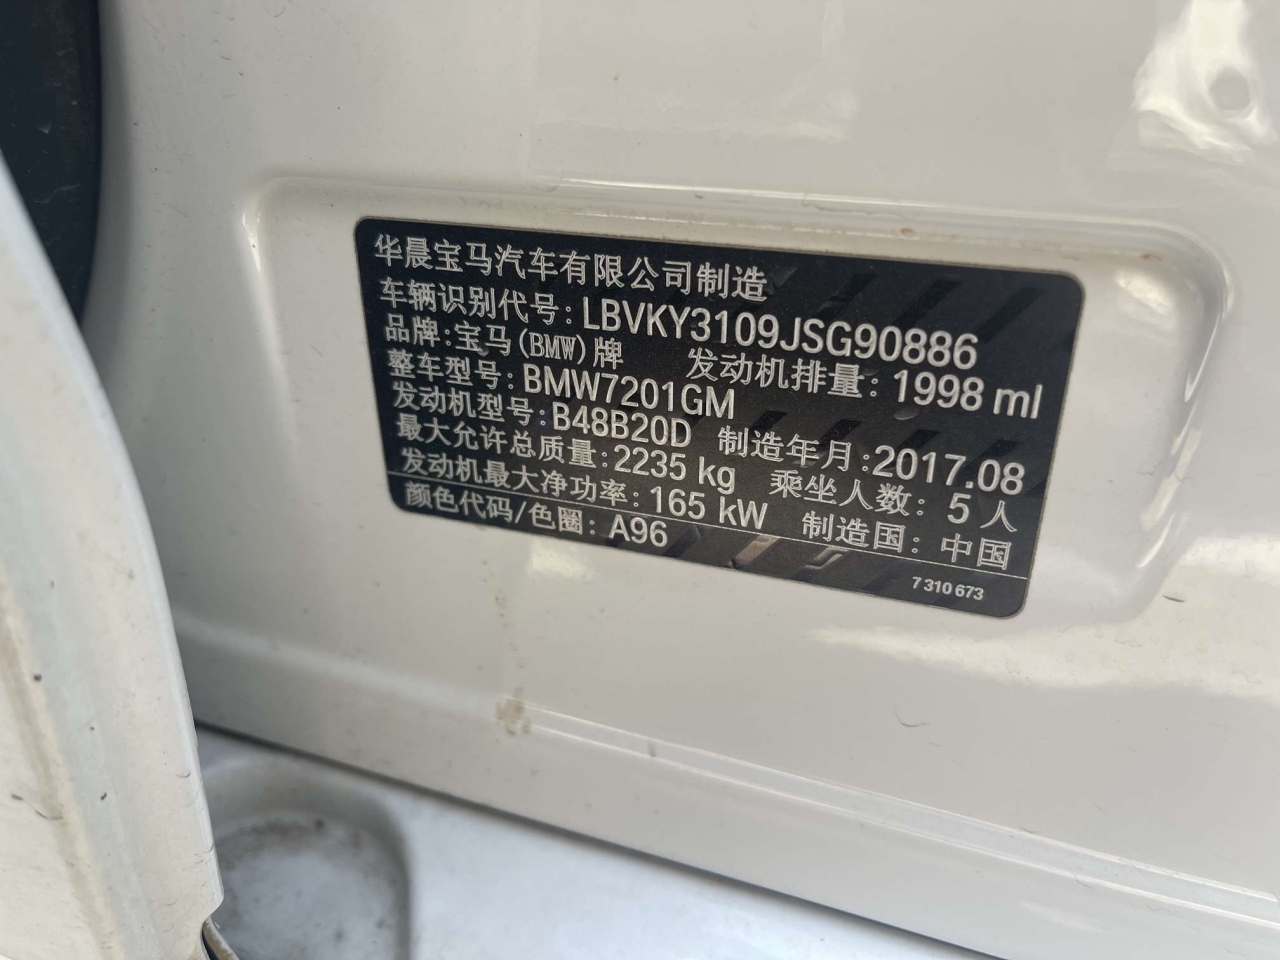 华晨宝马汽车有限公司制造
车辆识别代号: LBVKY3109JSG90886
品牌:宝马(BMW)牌 发动机排量: 1998 ml
整车型号: BMW7201GM
发动机型号: B48B20D 制造年月:2017.08
最大允许总质量:2235 kg 乘坐人数: 5 人
发动机最大净功率: 165 kW 制造国: 中国
颜色代码/色圈: A96
7 310 673